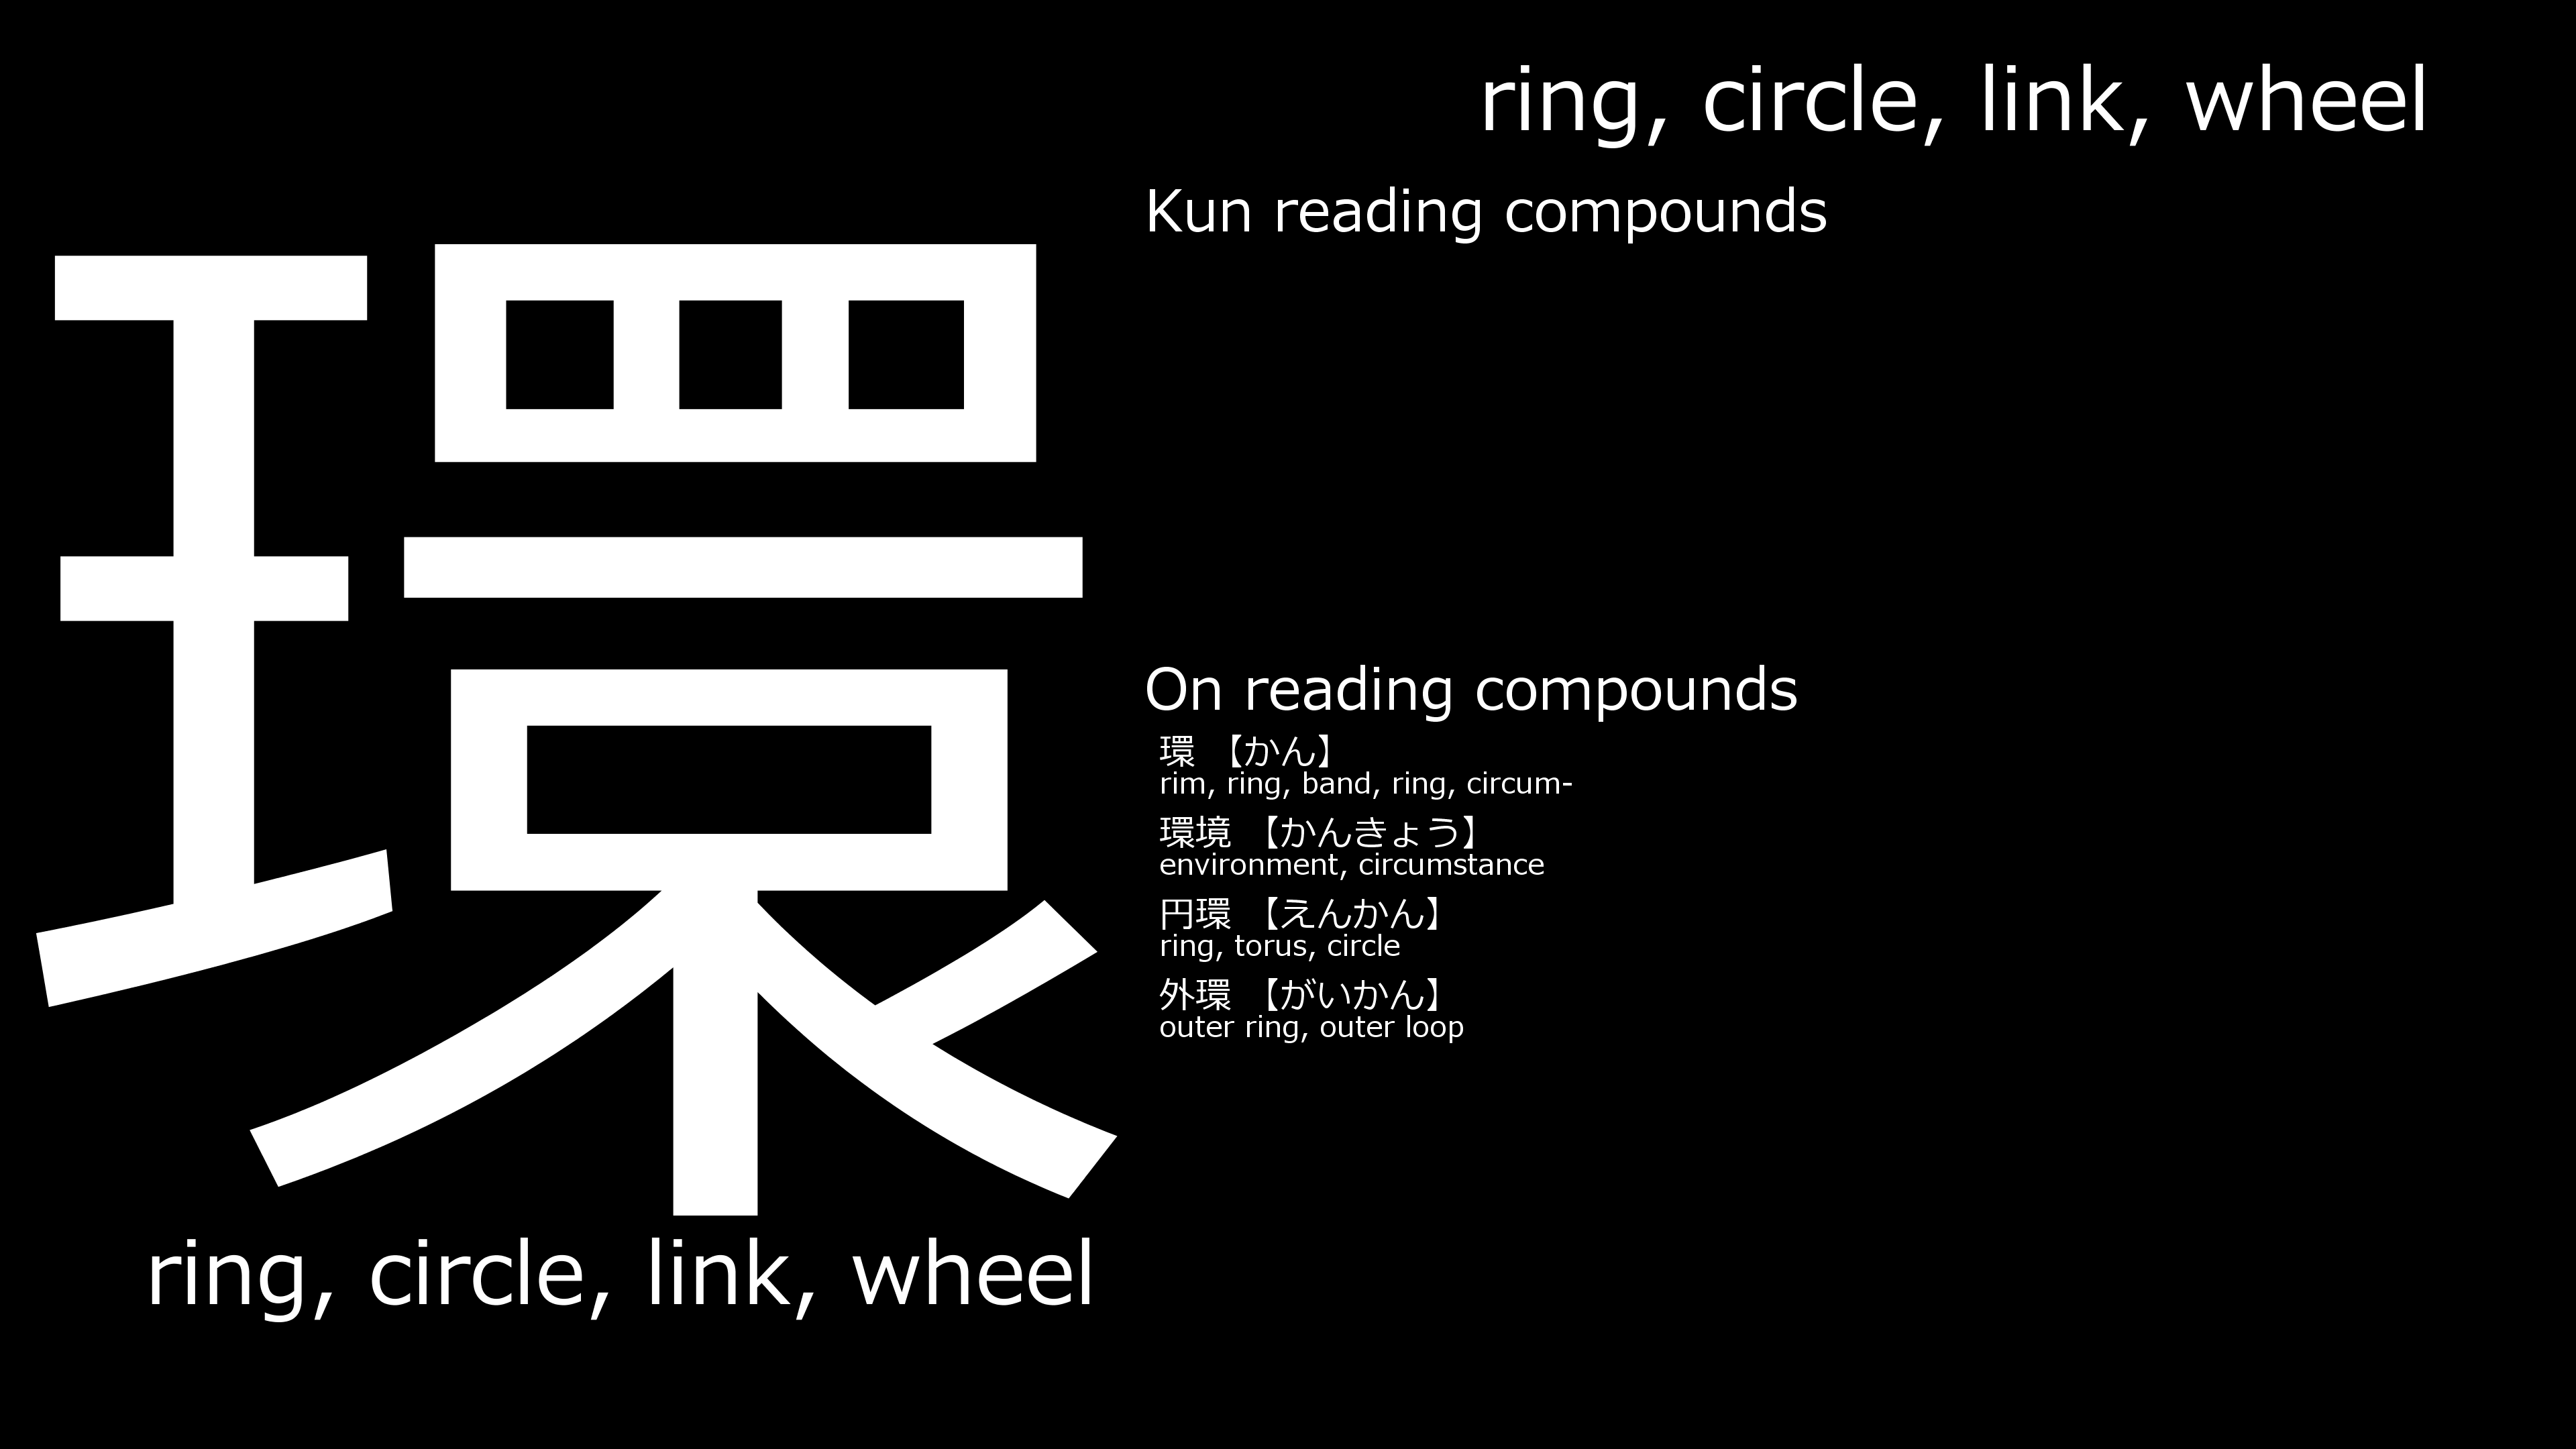 環
ring, circle, link, wheel
ring, circle, link, wheel
Kun reading compounds
On reading compounds
環 【かん】
rim, ring, band, ring, circum-
環境 【かんきょう】
environment, circumstance
円環 【えんかん】
ring, torus, circle
外環 【がいかん】
outer ring, outer loop